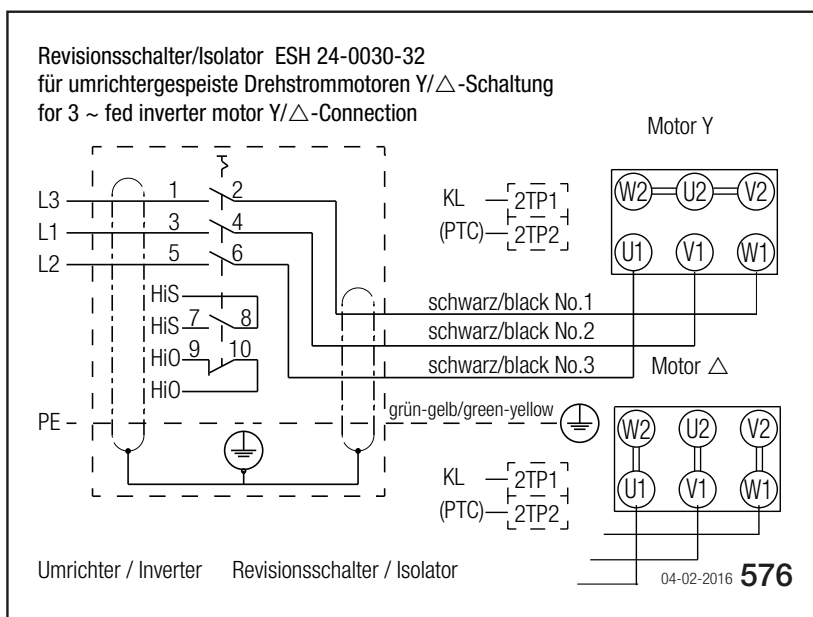 Revisionsschalter/Isolator ESH 24-0030-32
für umrichtergespeiste Drehstrommotoren Y/△-Schaltung
for 3 ~ fed inverter motor Y/△-Connection
Motor Y
W2 U2 V2
U1 V1 W1
KL 2TP1
(PTC) 2TP2
L3 1 2
L1 3 4
L2 5 6
HiS
HiS 7 8
HiO 9 10
HiO
schwarz/black No.1
schwarz/black No.2
schwarz/black No.3
Motor △
PE
grün-gelb/green-yellow
W2 U2 V2
U1 V1 W1
KL 2TP1
(PTC) 2TP2
Umrichter / Inverter Revisionsschalter / Isolator
04-02-2016 576